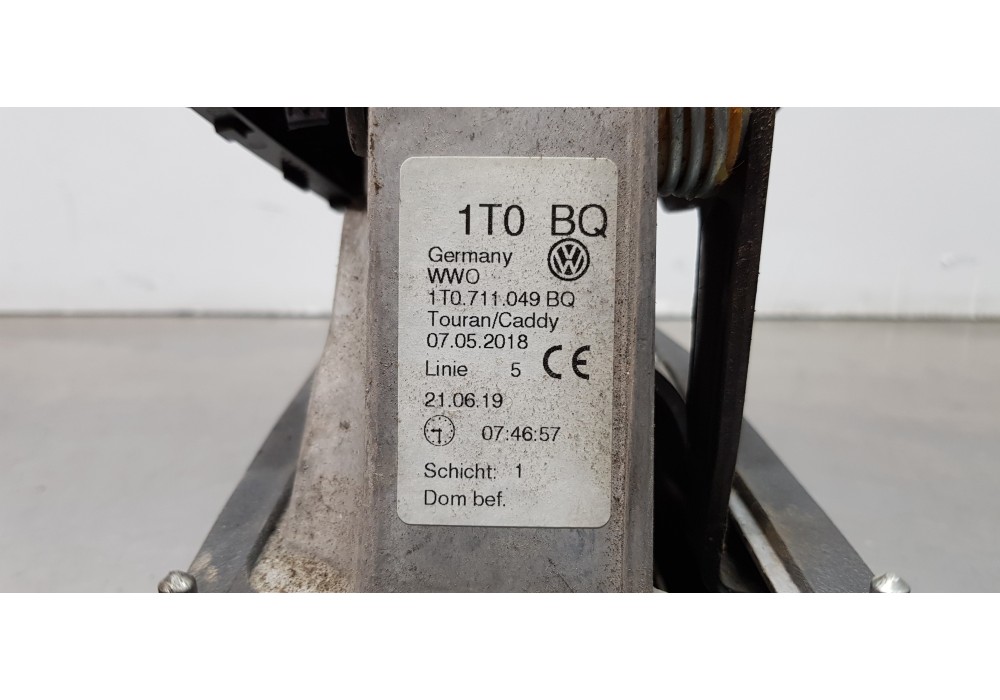 1T0 BQ
Germany
WWO
1T0.711.049 BQ
Touran/Caddy
07.05.2018
Linie 5 CE
21.06.19
07:46:57
Schicht: 1
Dom bef.